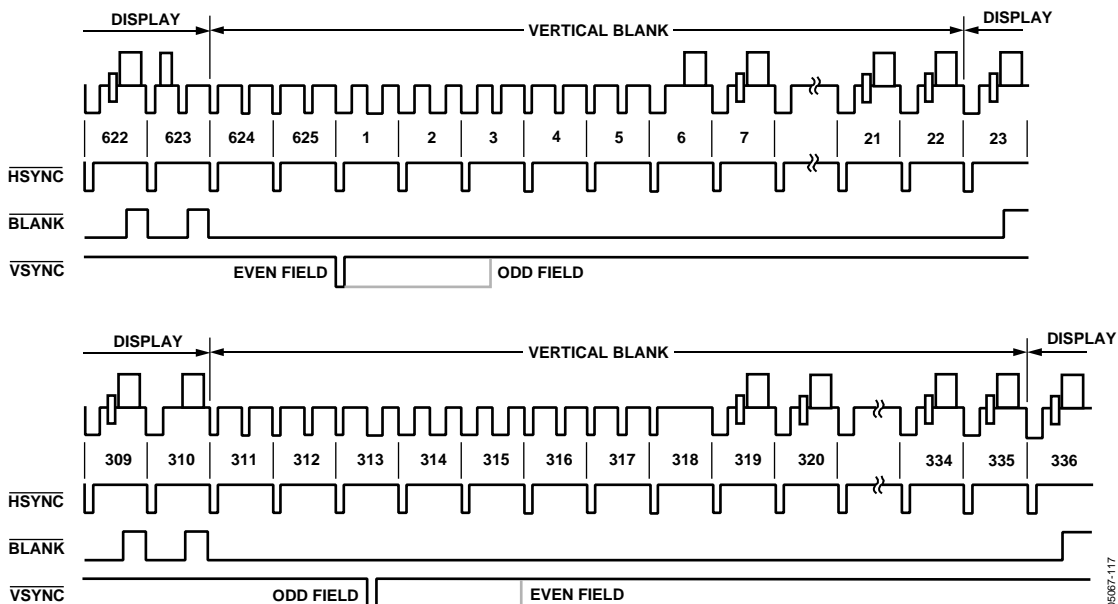 DISPLAY VERTICAL BLANK DISPLAY
622 623 624 625 1 2 3 4 5 6 7 21 22 23
HSYNC
BLANK
VSYNC EVEN FIELD ODD FIELD
DISPLAY VERTICAL BLANK DISPLAY
309 310 311 312 313 314 315 316 317 318 319 320 334 335 336
HSYNC
BLANK
VSYNC ODD FIELD EVEN FIELD
05067-117